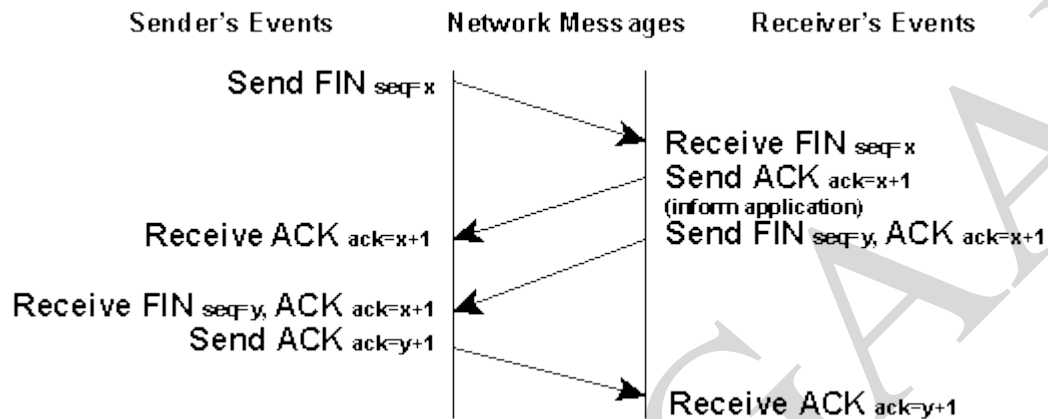 Sender's Events
Network Messages
Receiver's Events
Send FIN seq=x
Receive FIN seq=x
Send ACK ack=x+1
(inform application)
Receive ACK ack=x+1
Send FIN seq=y, ACK ack=x+1
Receive FIN seq=y, ACK ack=x+1
Send ACK ack=y+1
Receive ACK ack=y+1